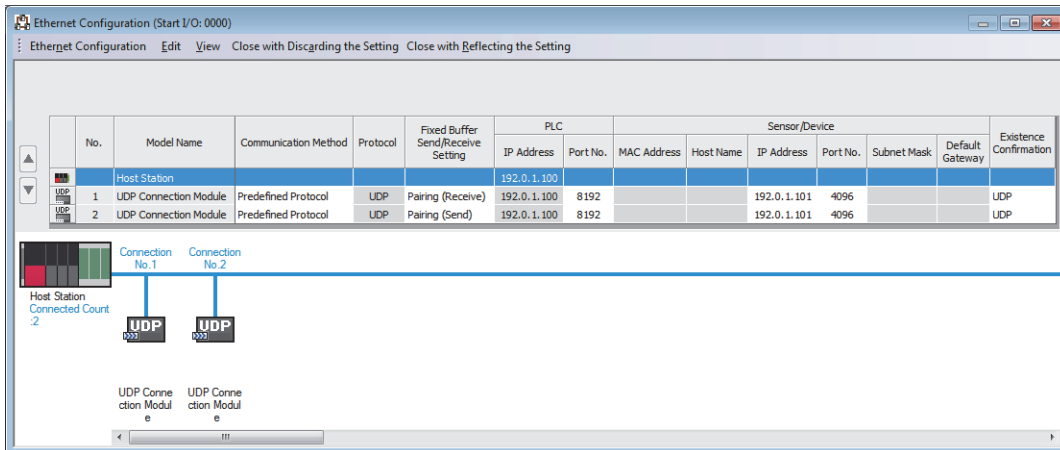 Ethernet Configuration (Start I/O: 0000)
Ethernet Configuration Edit View Close with Discarding the Setting Close with Reflecting the Setting
No. Model Name Communication Method Protocol Fixed Buffer Send/Receive Setting PLC Sensor/Device Existence Confirmation
IP Address Port No. MAC Address Host Name IP Address Port No. Subnet Mask Default Gateway
Host Station 192.0.1.100
UDP 1 UDP Connection Module Predefined Protocol UDP Pairing (Receive) 192.0.1.100 8192 192.0.1.101 4096 UDP
UDP 2 UDP Connection Module Predefined Protocol UDP Pairing (Send) 192.0.1.100 8192 192.0.1.101 4096 UDP
Connection Connection
No.1 No.2
Host Station
Connected Count
:2
UDP UDP
UDP Conne UDP Conne
ction Modul ction Modul
e e